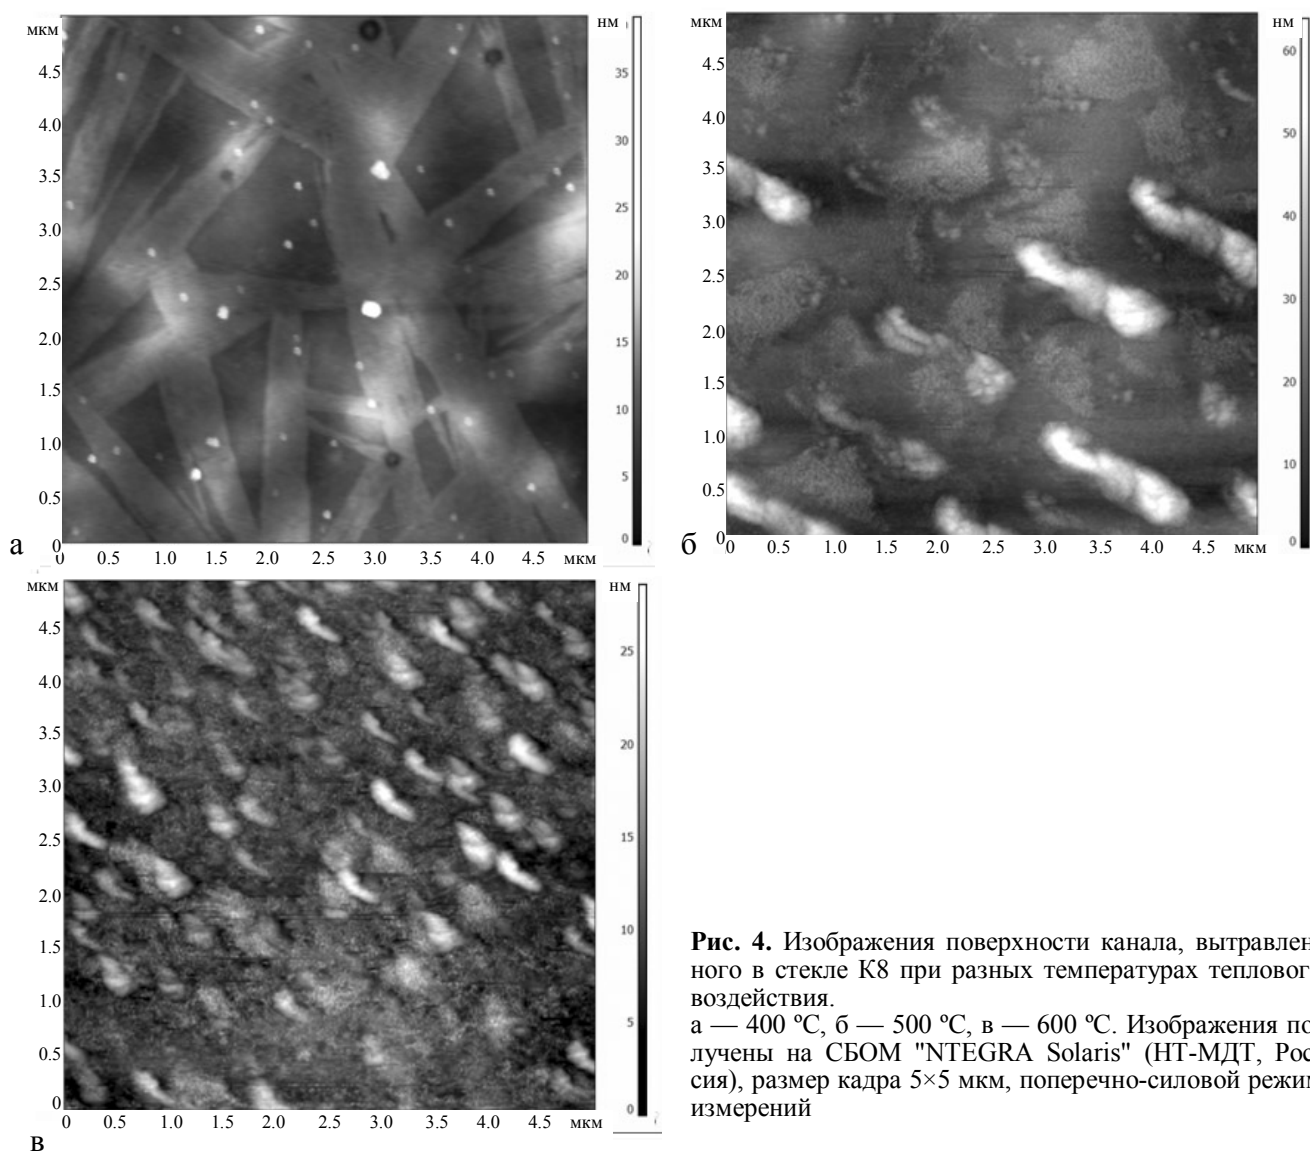 мкм
нм
4.5
4.0
3.5
3.0
2.5
2.0
1.5
1.0
0.5
0
35
30
25
20
15
10
5
0
а
0 0.5 1.0 1.5 2.0 2.5 3.0 3.5 4.0 4.5 мкм
мкм
нм
4.5
4.0
3.5
3.0
2.5
2.0
1.5
1.0
0.5
0
60
50
40
30
20
10
0
б
0 0.5 1.0 1.5 2.0 2.5 3.0 3.5 4.0 4.5 мкм
мкм
нм
4.5
4.0
3.5
3.0
2.5
2.0
1.5
1.0
0.5
0
25
20
15
10
5
0
0 0.5 1.0 1.5 2.0 2.5 3.0 3.5 4.0 4.5 мкм
в
Рис. 4. Изображения поверхности канала, вытравлен
ного в стекле К8 при разных температурах тепловог
воздействия.
а — 400 ºС, б — 500 ºС, в — 600 ºС. Изображения по
лучены на СБОМ "NTEGRA Solaris" (НТ-МДТ, Рос
сия), размер кадра 5×5 мкм, поперечно-силовой режим
измерений